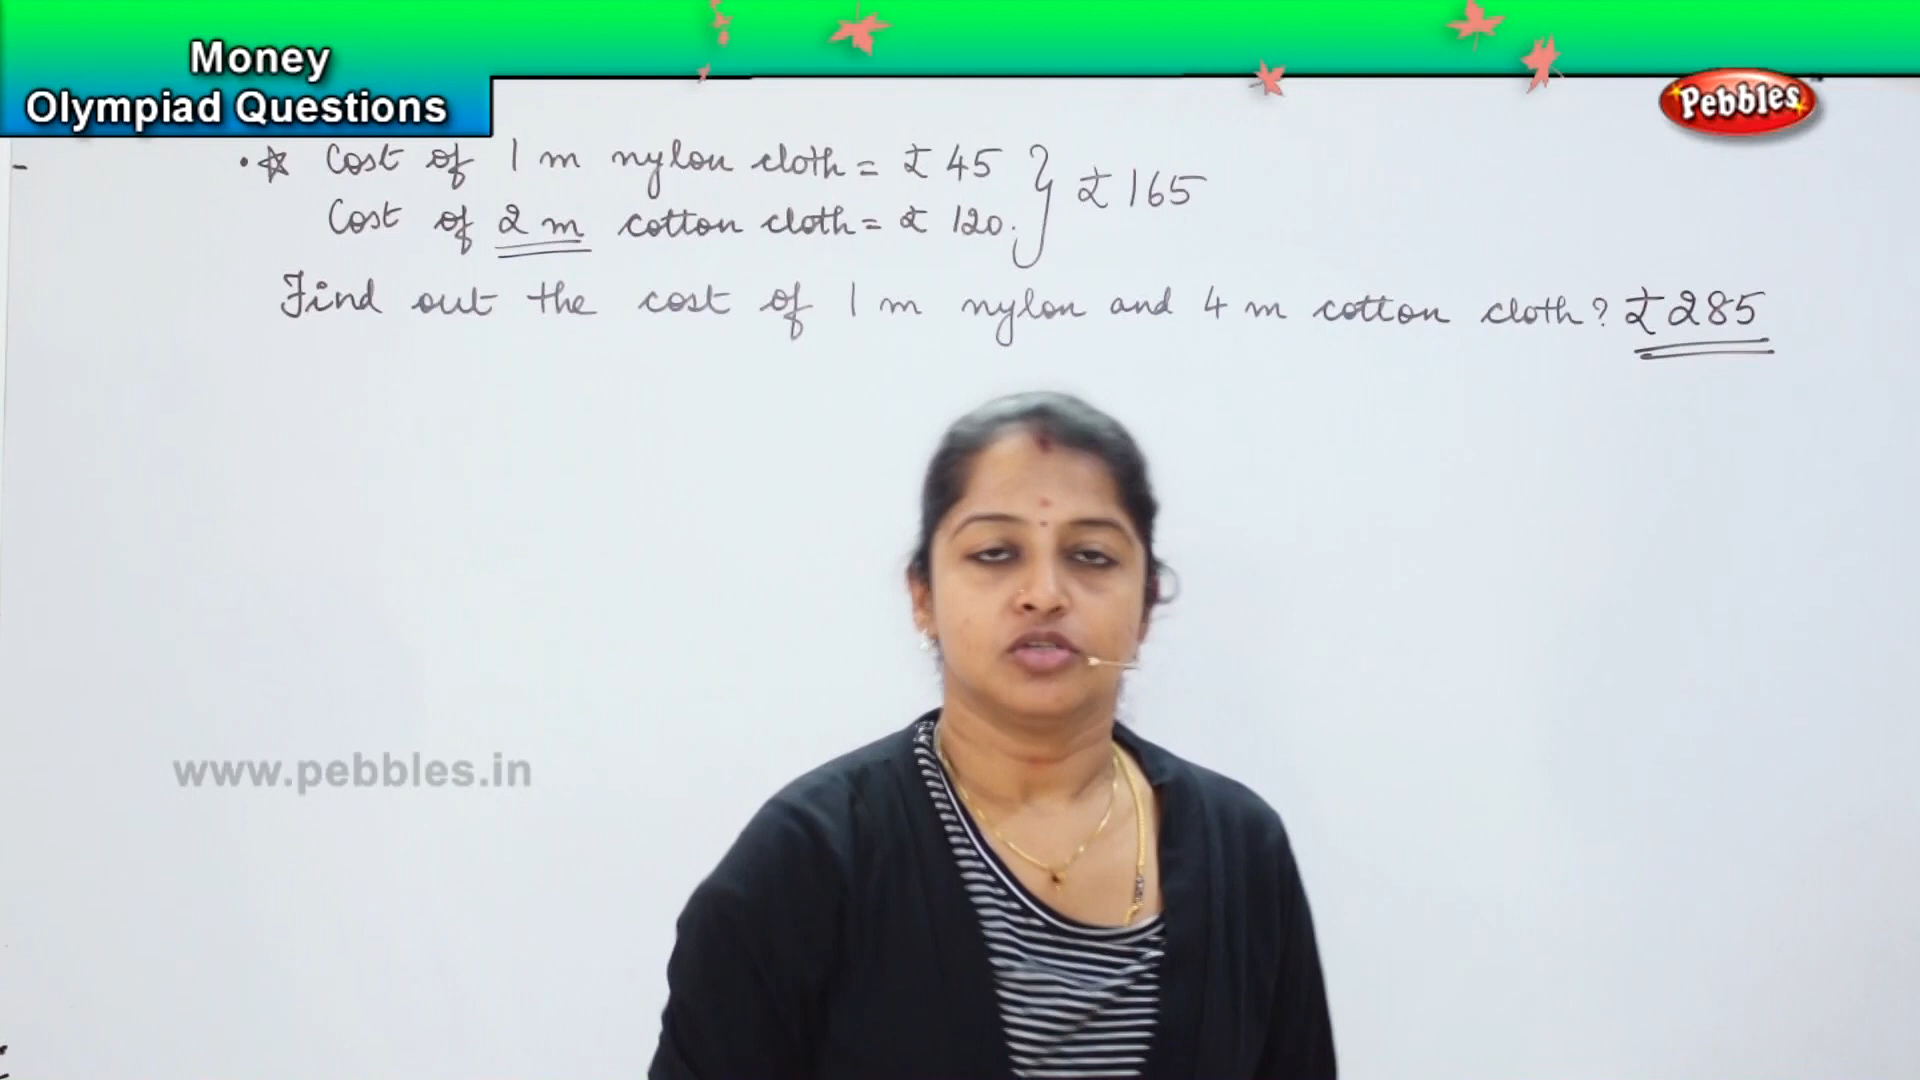 Money
Olympiad Questions
Pebbles
•☆ Cost of 1 m nylon cloth = ₹ 45 } ₹ 165
Cost of 2 m cotton cloth = ₹ 120.
Find out the cost of 1 m nylon and 4 m cotton cloth? ₹ 285
www.pebbles.in